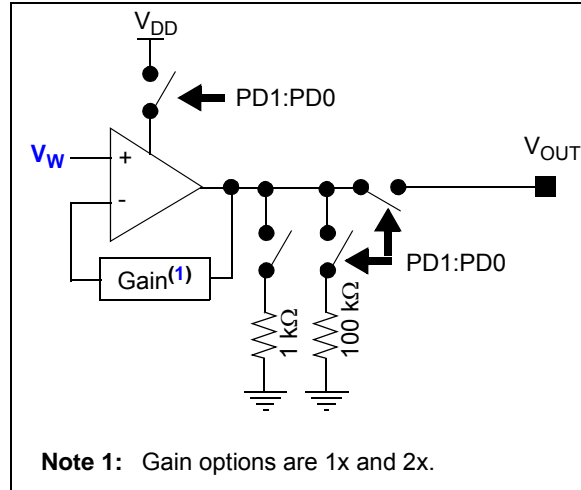 VDD
PD1:PD0
VW
+
-
VOUT
Gain(1)
PD1:PD0
1 kΩ
100 kΩ
Note 1: Gain options are 1x and 2x.